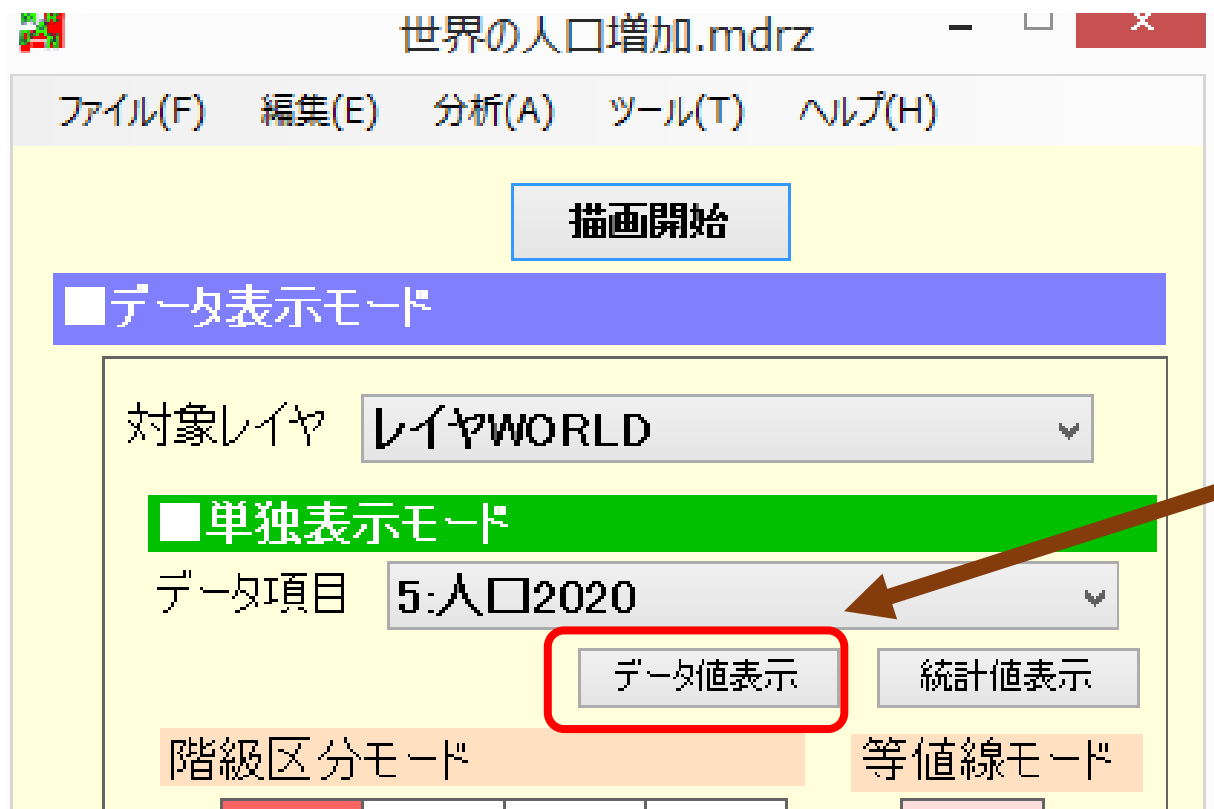 世界の人口増加.mdrz
ファイル(F) 編集(E) 分析(A) ツール(T) ヘルプ(H)
描画開始
■データ表示モード
対象レイヤ レイヤWORLD
■単独表示モード
データ項目 5:人口2020
データ値表示 統計値表示
階級区分モード 等値線モード